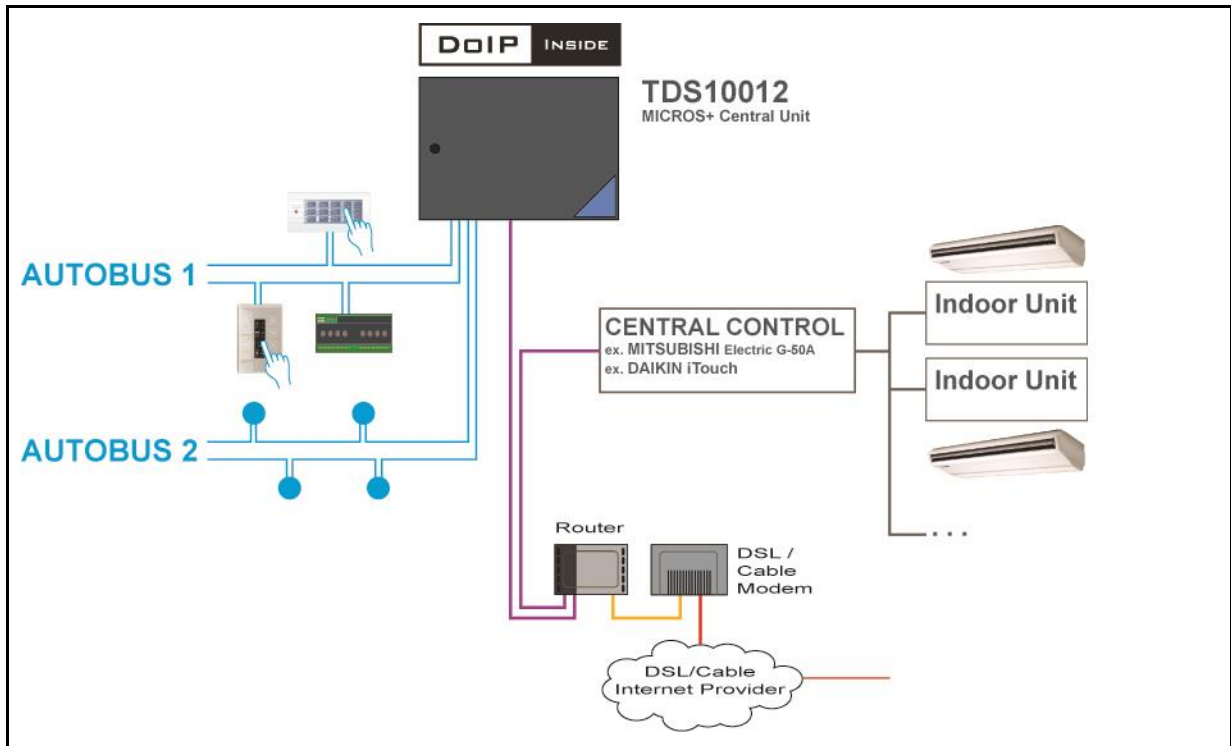 DoIP INSIDE
TDS10012
MICROS+ Central Unit
AUTOBUS 1
CENTRAL CONTROL
ex. MITSUBISHI Electric G-50A
ex. DAIKIN iTouch
Indoor Unit
Indoor Unit
AUTOBUS 2
Router
DSL /
Cable
Modem
...
DSL/Cable
Internet Provider